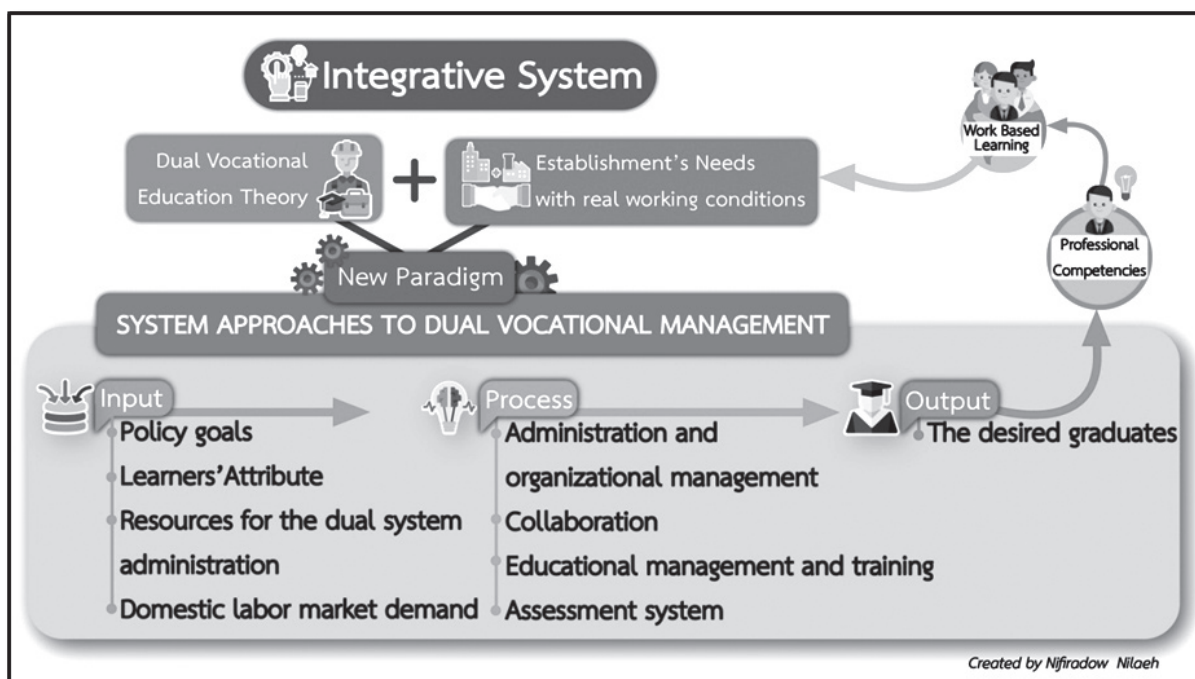 Integrative System
Dual Vocational
Education Theory
Establishment's Needs
with real working conditions
Work Based
Learning
Professional
Competencies
New Paradigm
SYSTEM APPROACHES TO DUAL VOCATIONAL MANAGEMENT
Input
Policy goals
Learners'Attribute
Resources for the dual system
administration
Domestic labor market demand
Process
Administration and
organizational management
Collaboration
Educational management and training
Assessment system
Output
The desired graduates
Created by Nifiradow Nilaeh